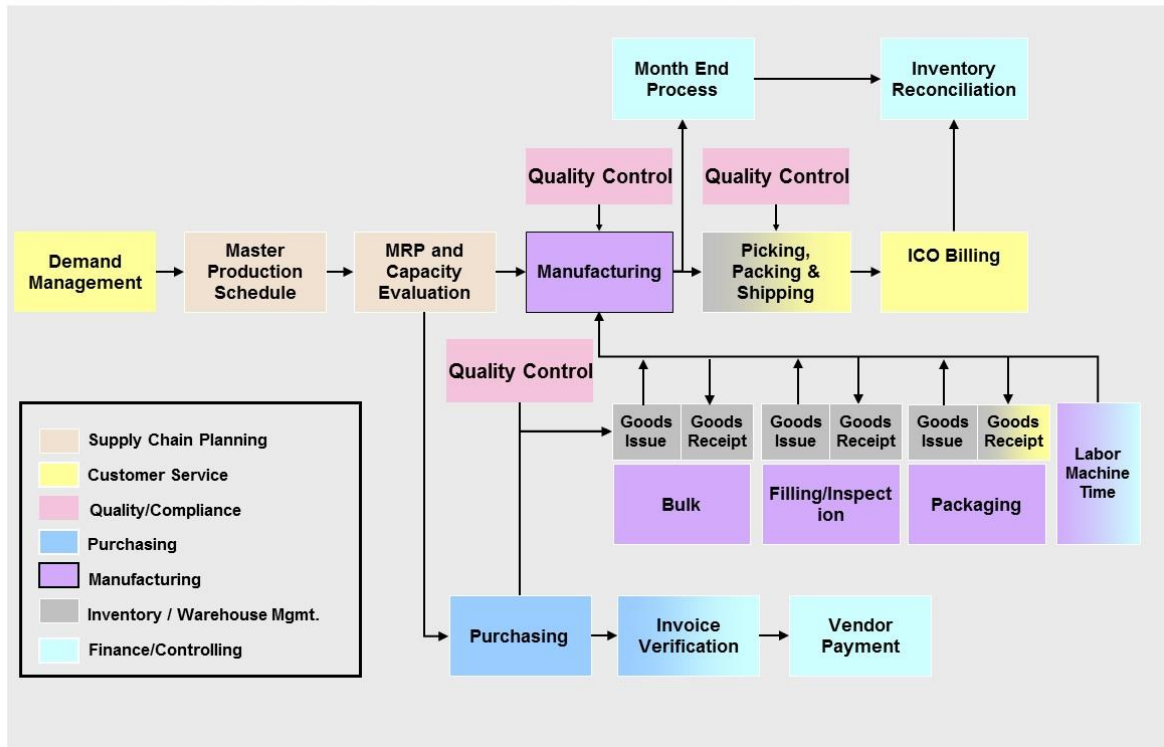 Month End
Process
Inventory
Reconciliation
Quality Control
Quality Control
Demand
Management
Master
Production
Schedule
MRP and
Capacity
Evaluation
Manufacturing
Picking,
Packing &
Shipping
ICO Billing
Quality Control
Goods
Issue
Goods
Receipt
Goods
Issue
Goods
Receipt
Goods
Issue
Goods
Receipt
Labor
Machine
Time
Bulk
Filling/Inspect
ion
Packaging
Supply Chain Planning
Customer Service
Quality/Compliance
Purchasing
Manufacturing
Inventory / Warehouse Mgmt.
Finance/Controlling
Purchasing
Invoice
Verification
Vendor
Payment